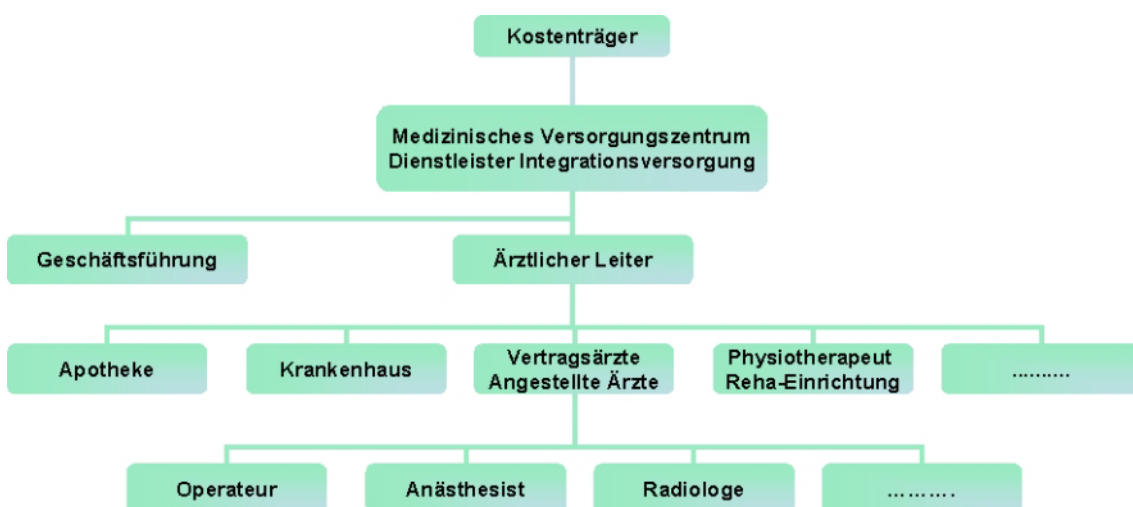 Kostenträger
Medizinisches Versorgungszentrum
Dienstleister Integrationsversorgung
Geschäftsführung
Ärztlicher Leiter
Apotheke
Krankenhaus
Vertragsärzte
Angestellte Ärzte
Physiotherapeut
Reha-Einrichtung
..........
Operateur
Anästhesist
Radiologe
..........